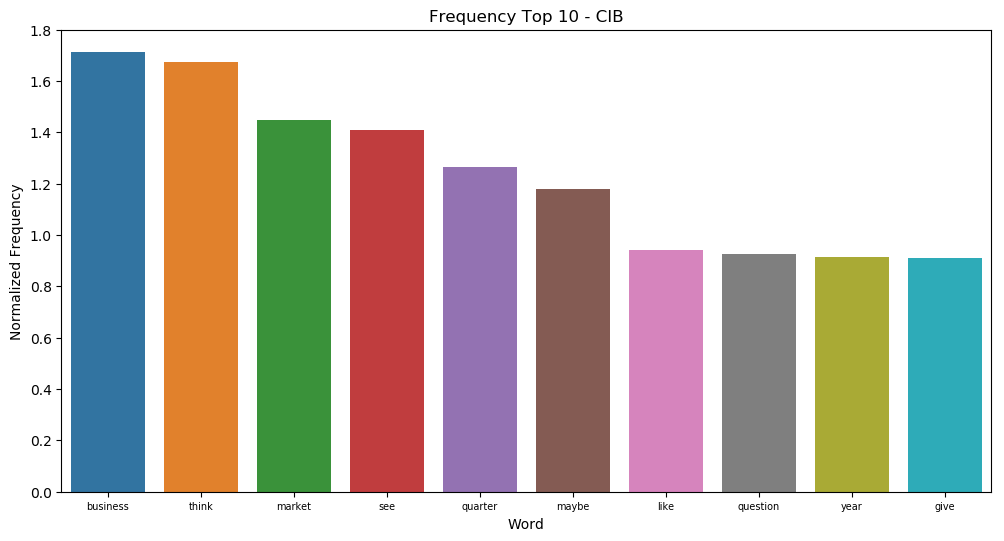 Frequency Top 10 - CIB
Normalized Frequency
1.8
1.6
1.4
1.2
1.0
0.8
0.6
0.4
0.2
0.0
business think market see quarter maybe like question year give
Word